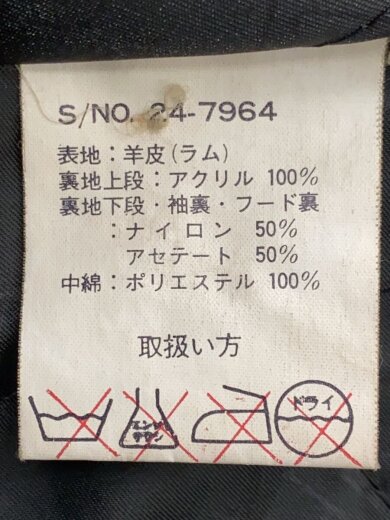 S/NO. 24-7964
表地：羊皮(ラム)
裏地上段：アクリル 100%
裏地下段・袖裏・フード裏
：ナイロン 50%
アセテート 50%
中綿：ポリエステル 100%
取扱い方
エンソ
サラシ
ドライ